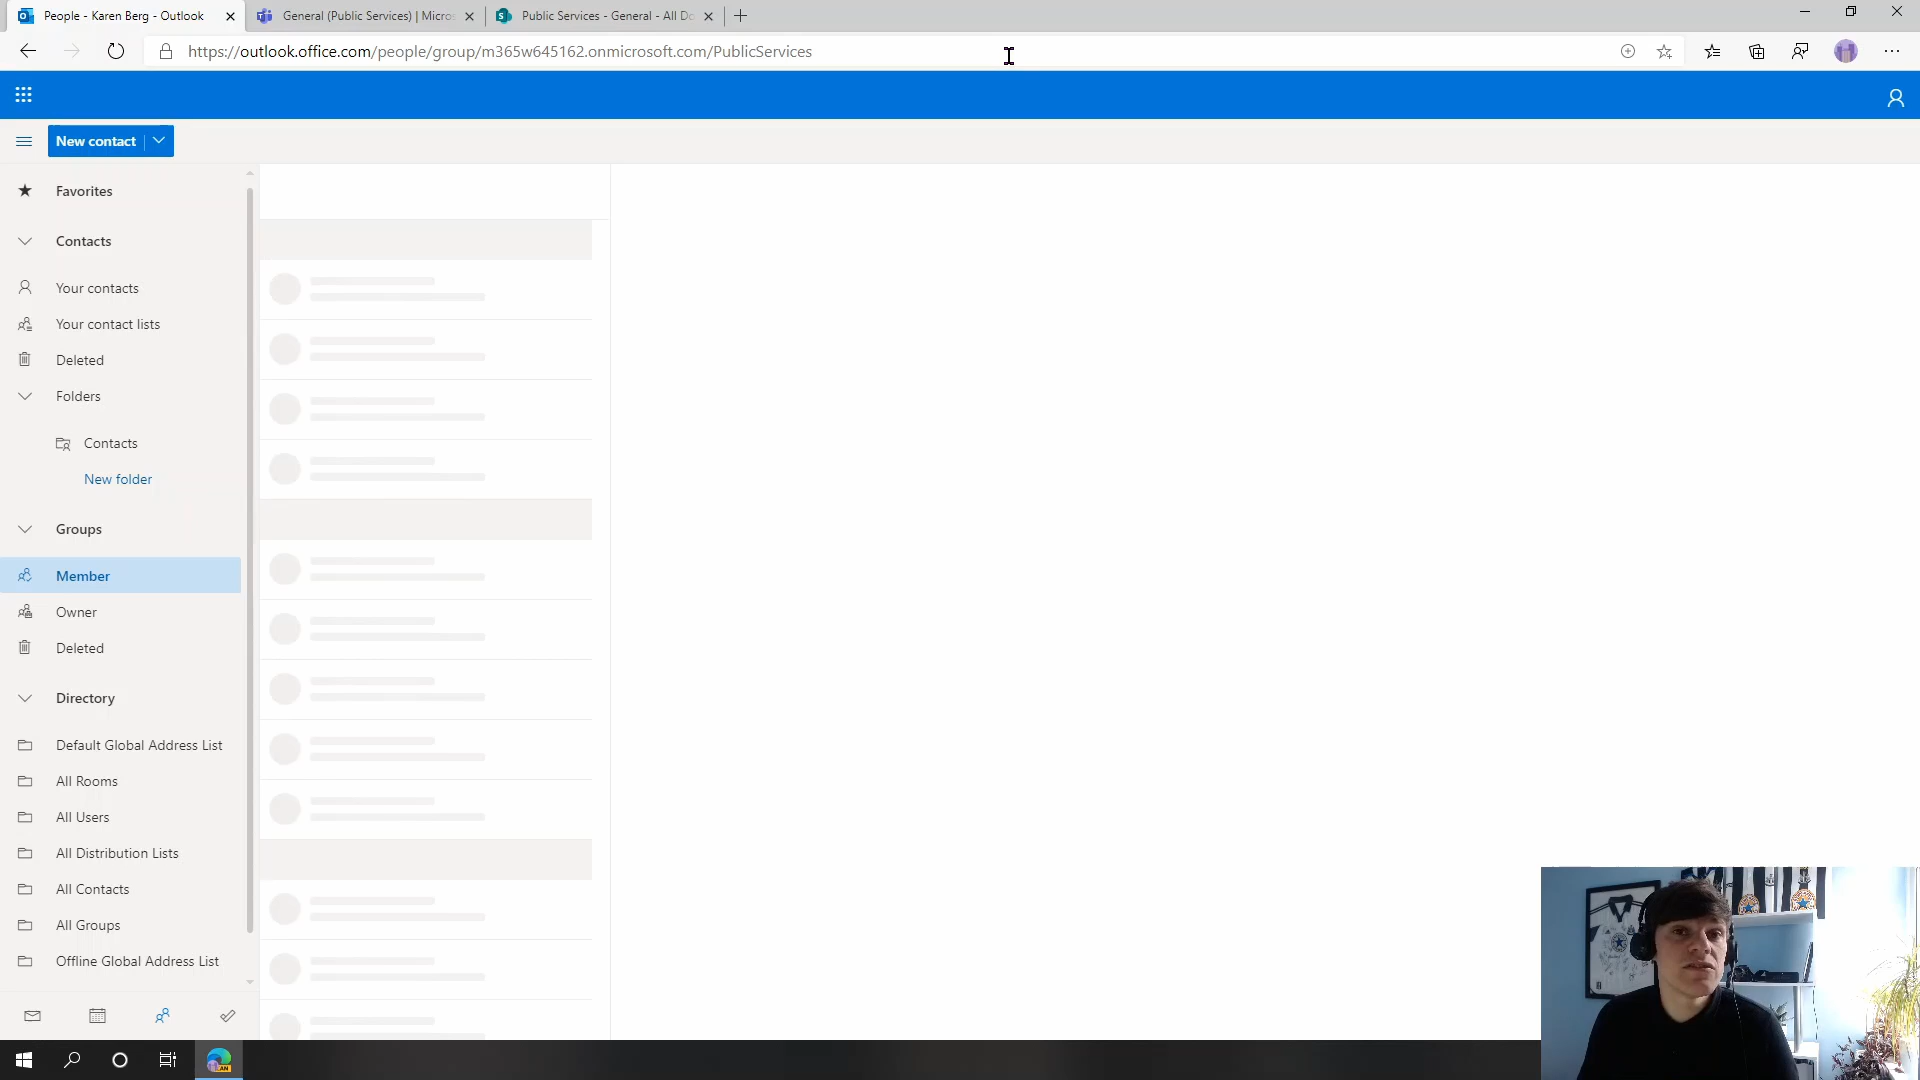 People - Karen Berg - Outlook
General (Public Services) | Micros
Public Services - General - All Do
https://outlook.office.com/people/group/m365w645162.onmicrosoft.com/PublicServices
New contact
Favorites
Contacts
Your contacts
Your contact lists
Deleted
Folders
Contacts
New folder
Groups
Member
Owner
Deleted
Directory
Default Global Address List
All Rooms
All Users
All Distribution Lists
All Contacts
All Groups
Offline Global Address List